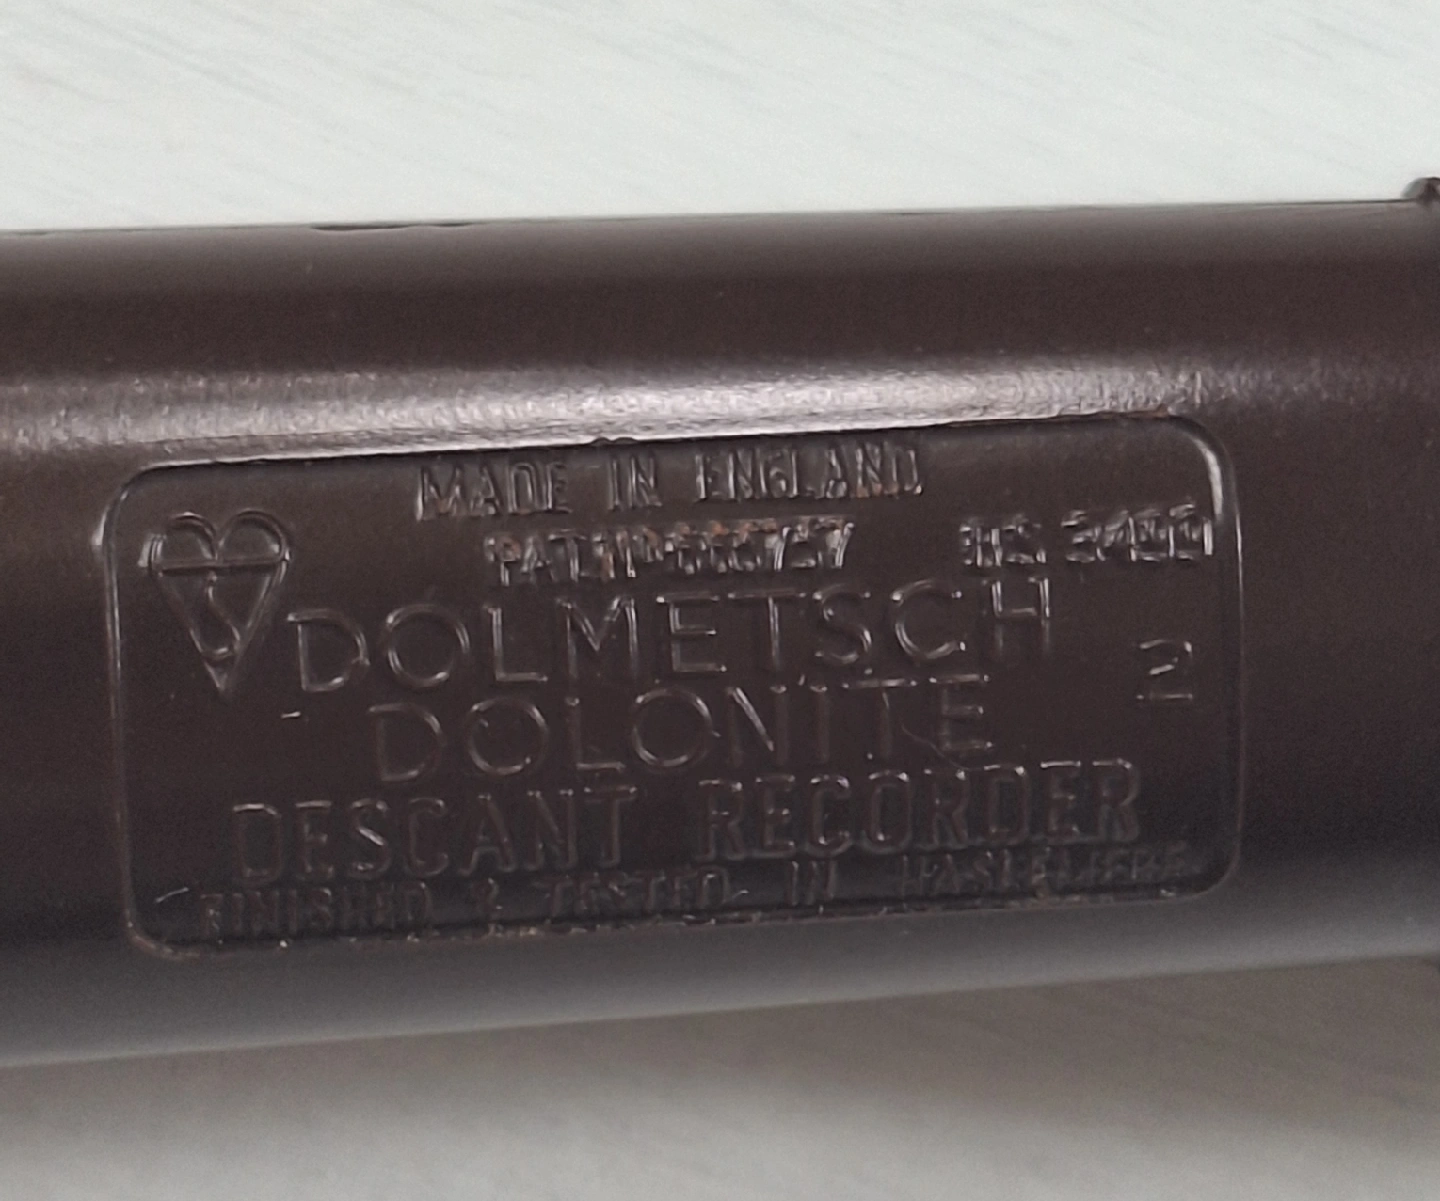 MADE IN ENGLAND
DOLMETSCH
2
DOLONITE
DESCANT RECORDER
FINISHED & TESTED IN HASLEMERE